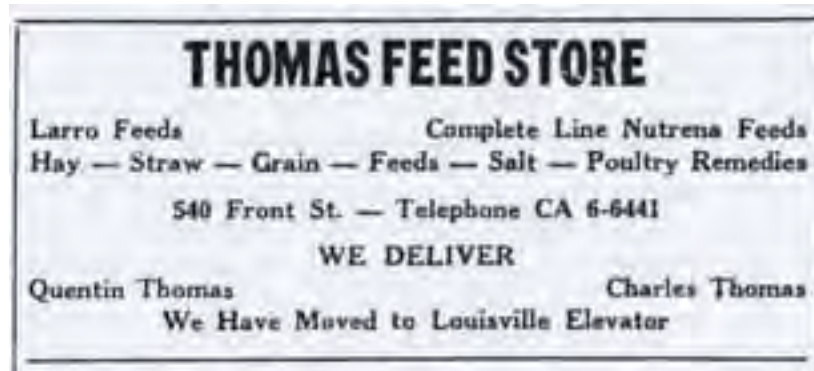 THOMAS FEED STORE
Larro Feeds Complete Line Nutrena Feeds
Hay — Straw — Grain — Feeds — Salt — Poultry Remedies
540 Front St. — Telephone CA 6-6441
WE DELIVER
Quentin Thomas Charles Thomas
We Have Moved to Louisville Elevator